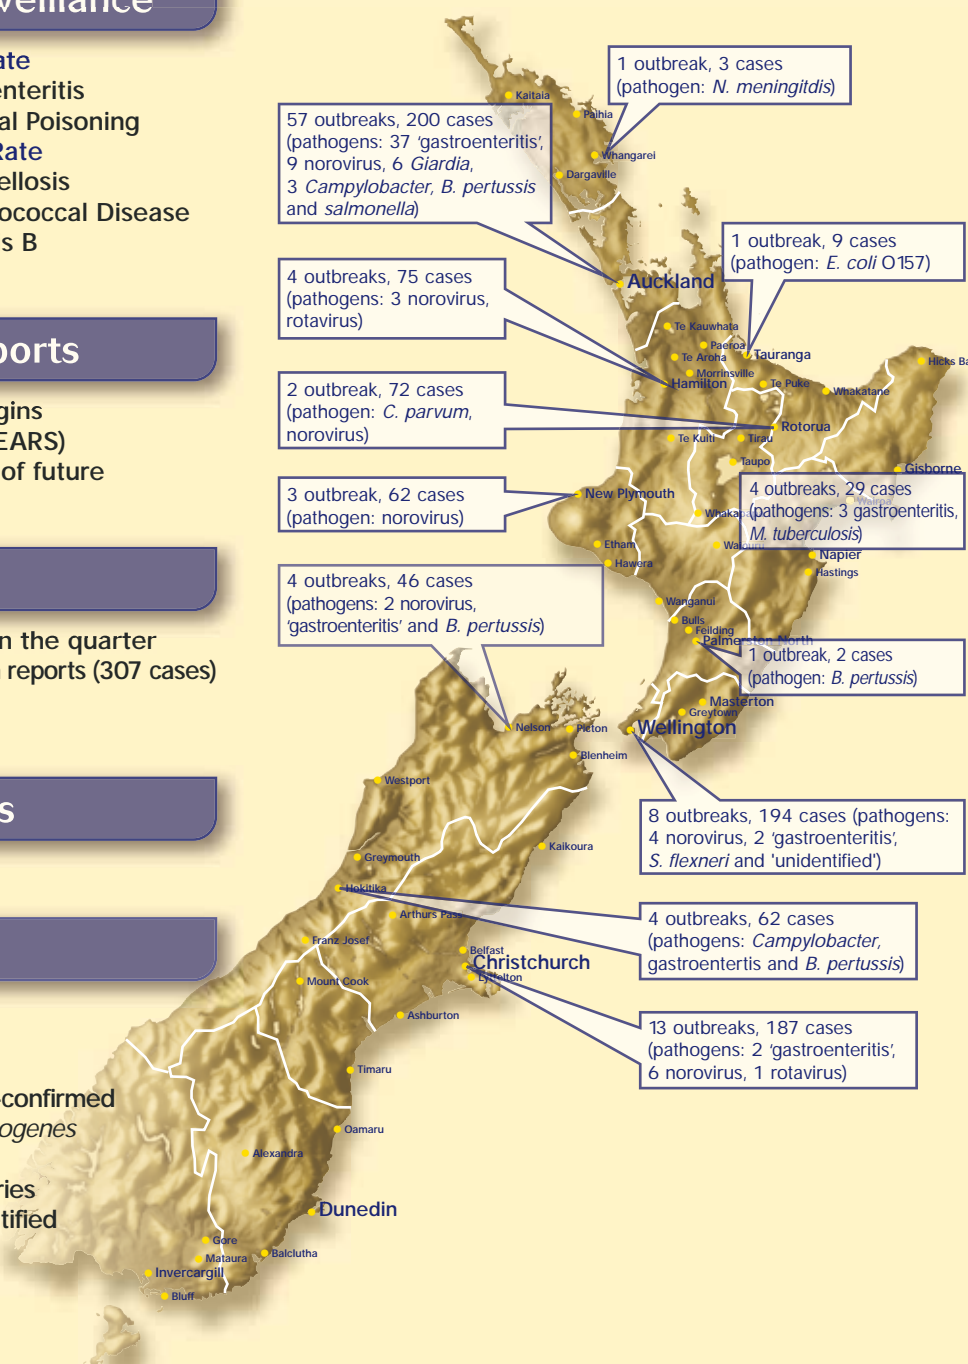 veillance
ate
enteritis
al Poisoning
Rate
ellosis
ococcal Disease
s B
ports
gins
EARS)
of future
n the quarter
reports (307 cases)
s
confirmed
ogenes
ries
tified
1 outbreak, 3 cases
(pathogen: N. meningitdis)
57 outbreaks, 200 cases
(pathogens: 37 ‘gastroenteritis’,
9 norovirus, 6 Giardia,
3 Campylobacter, B. pertussis
and salmonella)
1 outbreak, 9 cases
(pathogen: E. coli O157)
4 outbreaks, 75 cases
(pathogens: 3 norovirus,
rotavirus)
2 outbreak, 72 cases
(pathogen: C. parvum,
norovirus)
3 outbreak, 62 cases
(pathogen: norovirus)
4 outbreaks, 29 cases
(pathogens: 3 gastroenteritis,
M. tuberculosis)
4 outbreaks, 46 cases
(pathogens: 2 norovirus,
‘gastroenteritis’ and B. pertussis)
1 outbreak, 2 cases
(pathogen: B. pertussis)
8 outbreaks, 194 cases (pathogens:
4 norovirus, 2 ‘gastroenteritis’,
S. flexneri and 'unidentified')
4 outbreaks, 62 cases
(pathogens: Campylobacter,
gastroentertis and B. pertussis)
13 outbreaks, 187 cases
(pathogens: 2 ‘gastroenteritis’,
6 norovirus, 1 rotavirus)
Kaitaia
Paihia
Whangarei
Dargaville
Auckland
Te Kauwhata
Paeroa
Te Aroha
Tauranga
Morrinsville
Hamilton
Te Puke
Whakatane
Hicks Ba
Rotorua
Te Kuiti
Tirau
Taupo
Gisborne
New Plymouth
Wairoa
Whakapapa
Waiouru
Etham
Napier
Hawera
Hastings
Wanganui
Bulls
Feilding
Palmerston North
Masterton
Greytown
Wellington
Nelson
Picton
Blenheim
Westport
Kaikoura
Greymouth
Hokitika
Arthurs Pass
Franz Josef
Belfast
Christchurch
Lyttelton
Mount Cook
Ashburton
Timaru
Oamaru
Alexandra
Dunedin
Gore
Balclutha
Mataura
Invercargill
Bluff